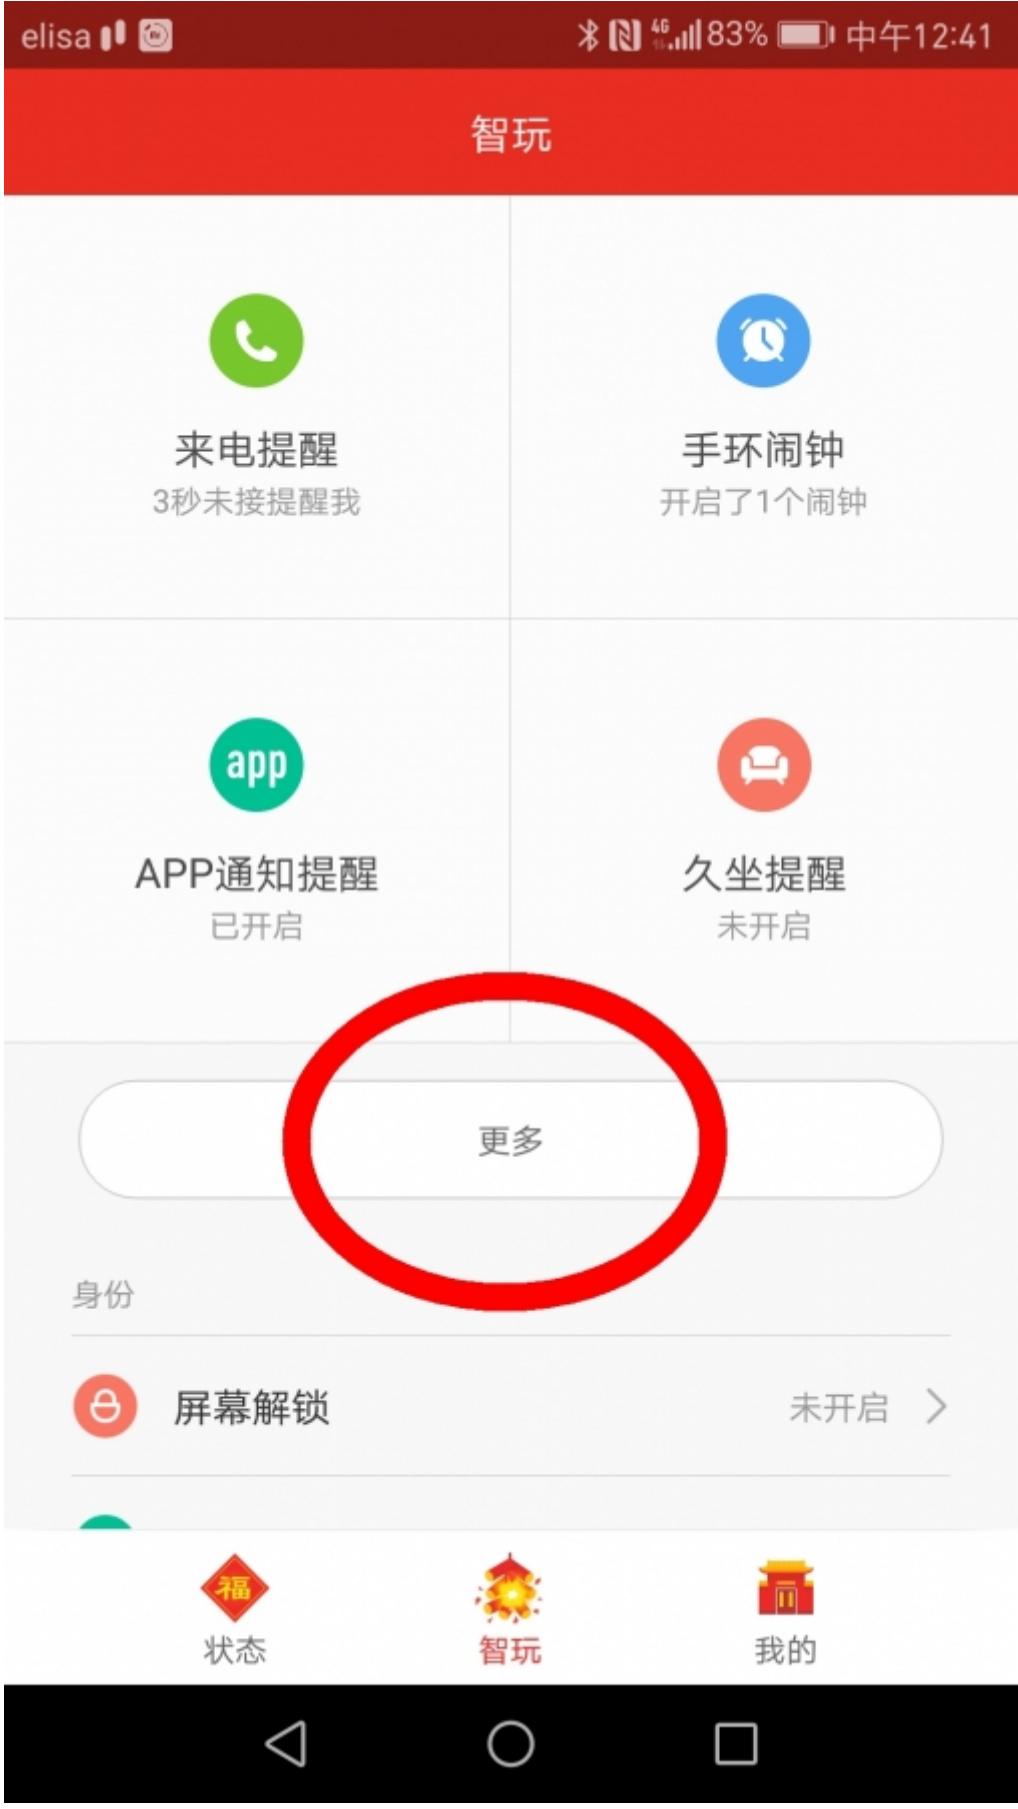 elisa 4G 83% 中午12:41
智玩
来电提醒 手环闹钟
3秒未接提醒我 开启了1个闹钟
app
APP通知提醒 久坐提醒
已开启 未开启
更多
身份
屏幕解锁 未开启
福
状态 智玩 我的